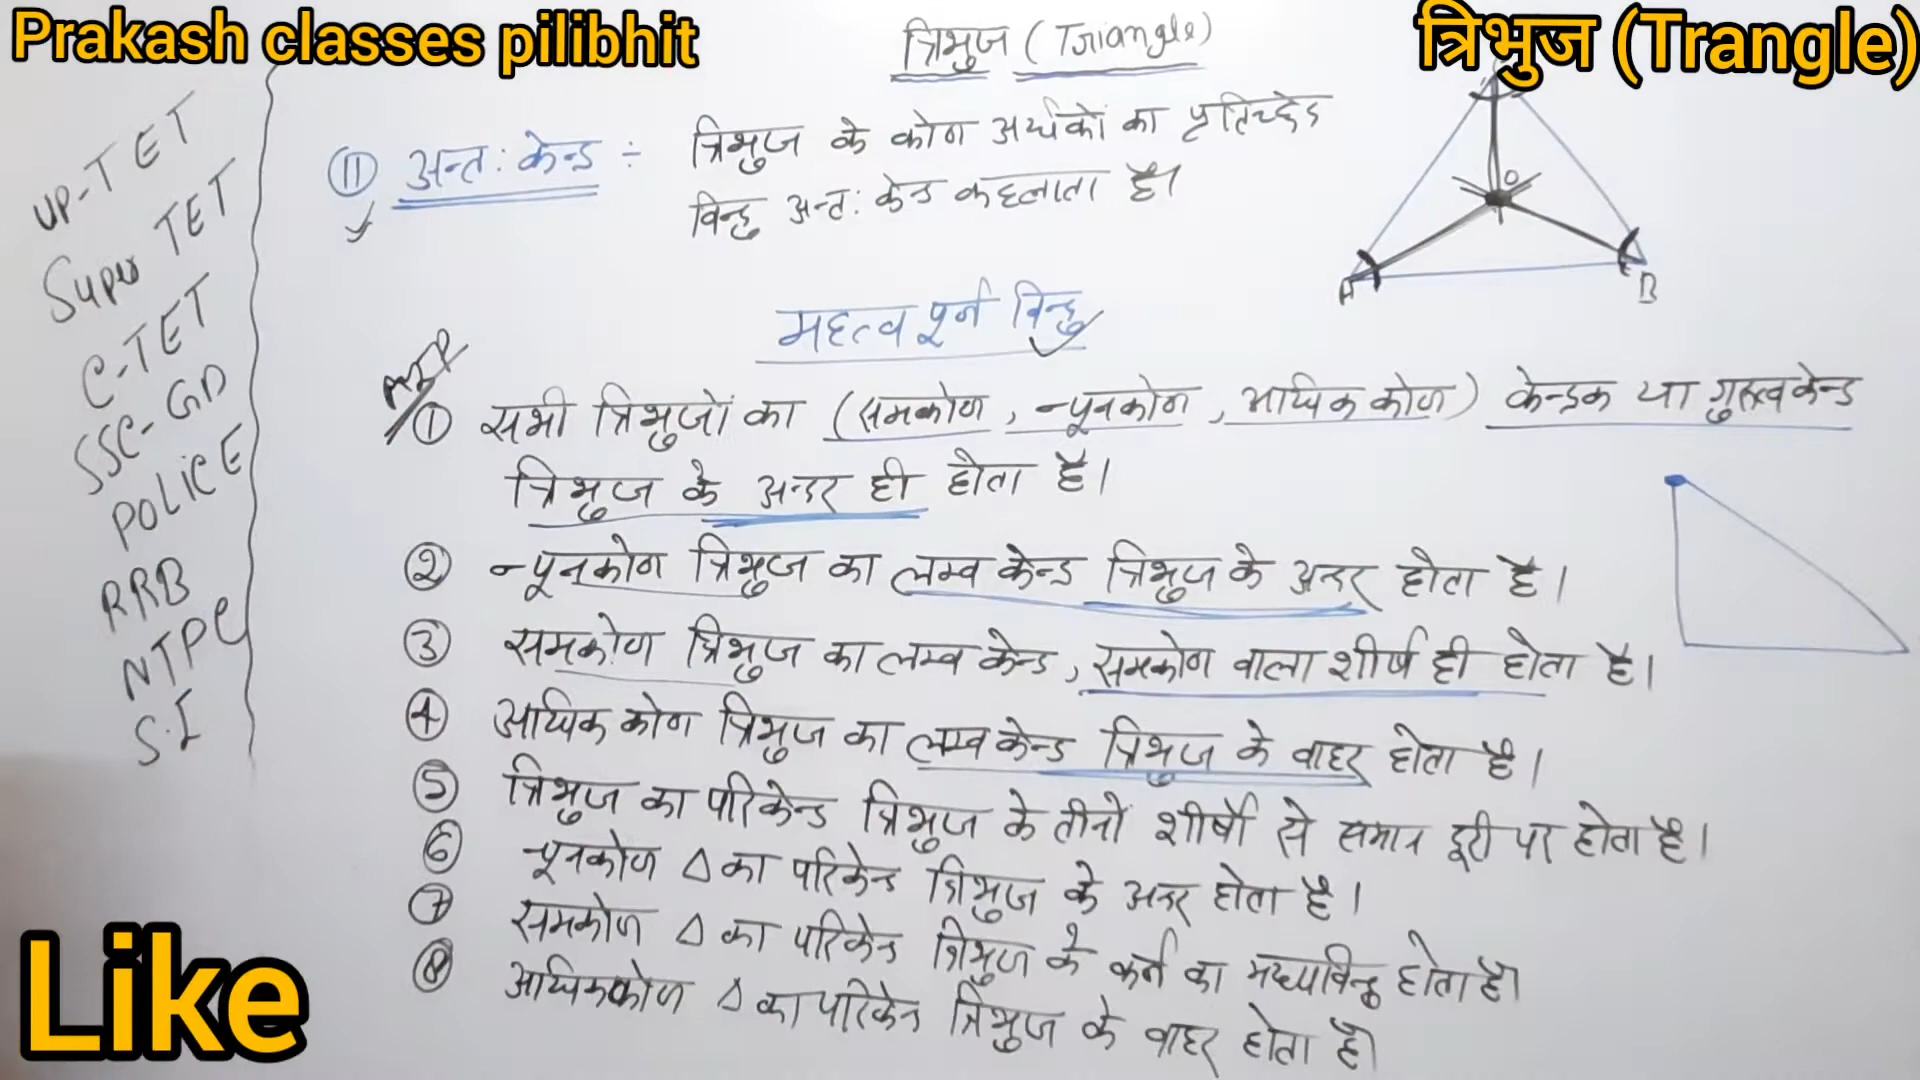 Prakash classes pilibhit
त्रिभुज (Triangle)
त्रिभुज (Trangle)
UP-TET
Super TET
C-TET
SSC-GD
POLICE
RRB
NTPC
S.I
⑪ अन्त: केन्द्र ÷ त्रिभुज के कोण अर्धकों का प्रतिच्छेद
विन्दु अन्त: केन्द्र कहलाता है।
O
A
B
महत्व पूर्न विन्दु
① सभी त्रिभुजों का (समकोण, न्यूनकोण, अधिक कोण) केन्द्रक या गुरुत्व केन्द्र
त्रिभुज के अन्दर ही होता है।
② न्यूनकोण त्रिभुज का लम्व केन्द्र त्रिभुज के अन्दर होता है।
③ समकोण त्रिभुज का लम्व केन्द्र, समकोण वाला शीर्ष ही होता है।
④ अधिक कोण त्रिभुज का लम्व केन्द्र त्रिभुज के वाहर होता है।
⑤ त्रिभुज का परिकेन्द्र त्रिभुज के तीनों शीर्षों से समान दूरी पर होता है।
⑥ न्यूनकोण △ का परिकेन्द्र त्रिभुज के अन्दर होता है।
⑦ समकोण △ का परिकेन्द्र त्रिभुज के कर्न का मध्यविन्दु होता है।
⑧ अधिककोण △ का परिकेन्द्र त्रिभुज के वाहर होता है।
Like